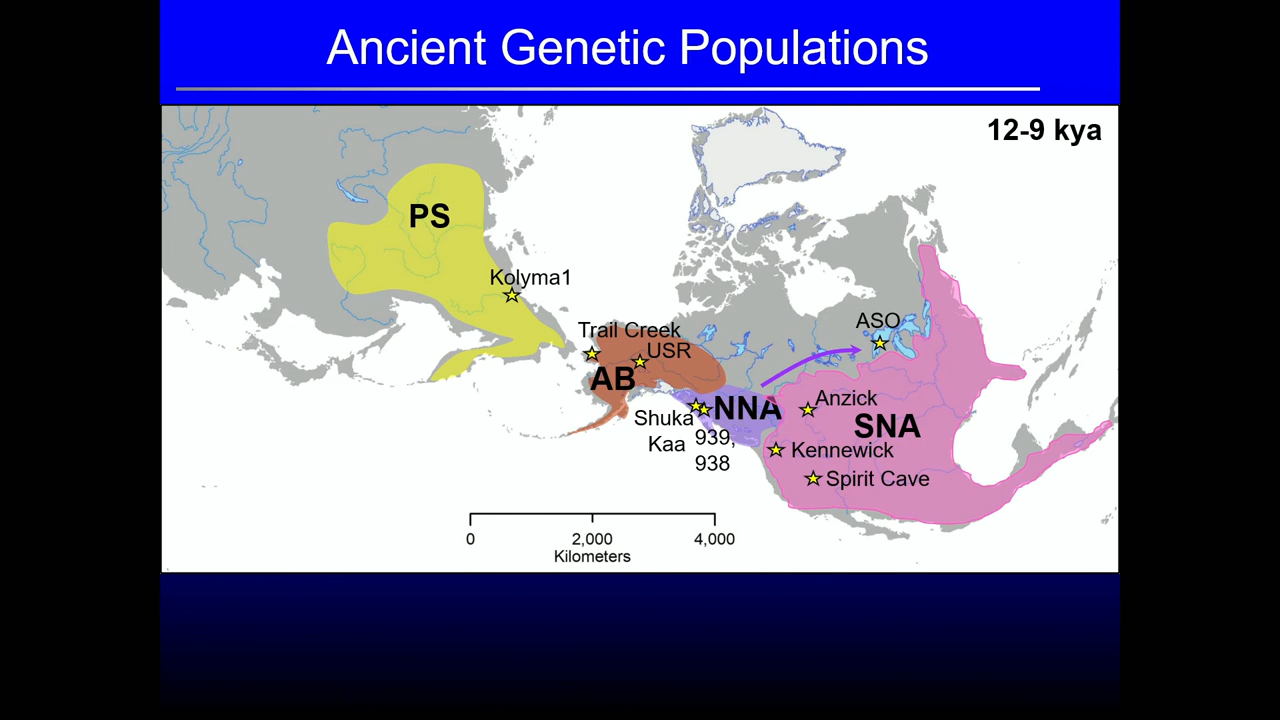 Ancient Genetic Populations
12-9 kya
PS
Kolyma1
ASO
Trail Creek
USR
AB
Anzick
NNA
Shuka
Kaa
SNA
939,
938
Kennewick
Spirit Cave
0 2,000 4,000
Kilometers